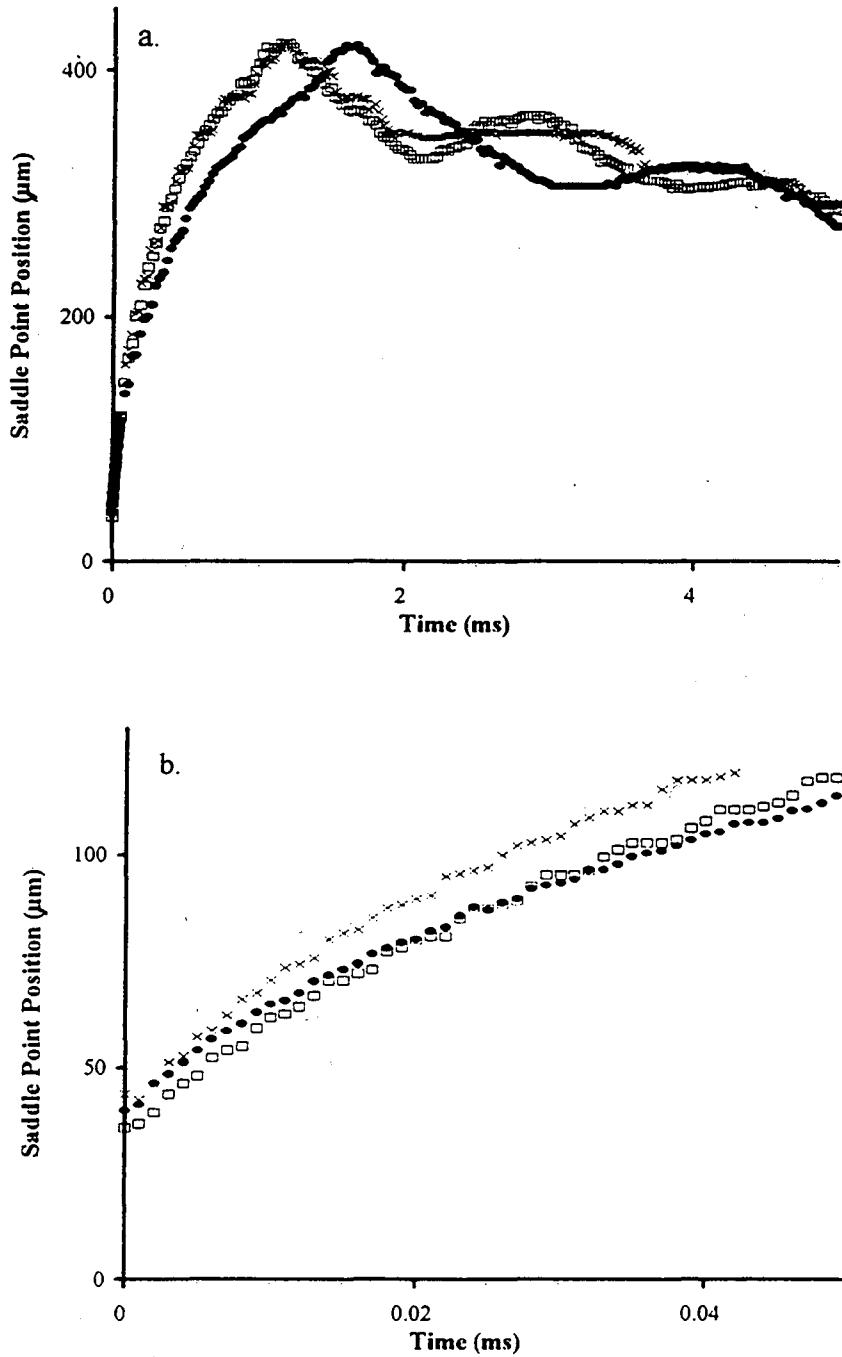 a.
400
200
0
0
2
4
Saddle Point Position (µm)
Time (ms)
b.
100
50
0
0
0.02
0.04
Saddle Point Position (µm)
Time (ms)